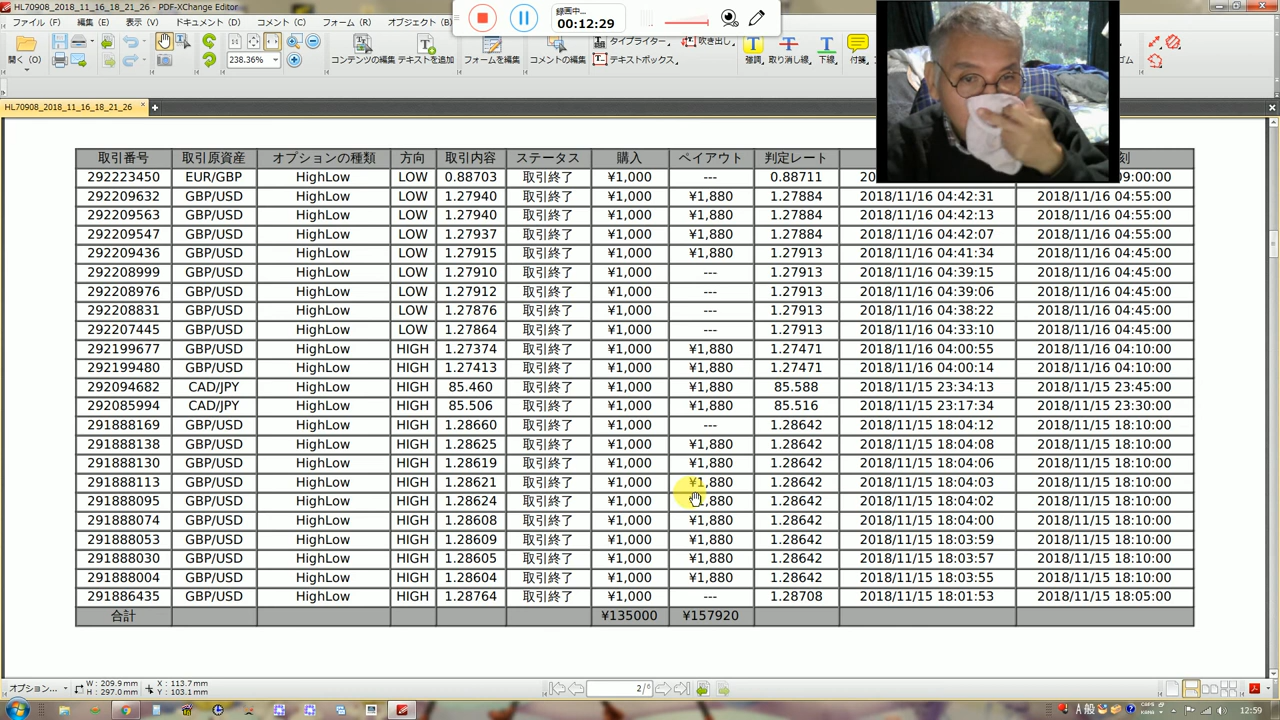 HL70908_2018_11_16_18_21_26 - PDF-XChange Editor
ファイル (F) 編集(E) 表示(V) ドキュメント(D) コメント(C) フォーム(R) オブジェクト(B)
録画中...
00:12:29
開く(O) 238.36% コンテンツの編集 テキストを追加 フォームを編集 コメントの編集 タイプライター 吹き出し テキストボックス 強調 取り消し線 下線 付箋
HL70908_2018_11_16_18_21_26
取引番号 取引原資産 オプションの種類 方向 取引内容 ステータス 購入 ペイアウト 判定レート 刻
292223450 EUR/GBP HighLow LOW 0.88703 取引終了 ¥1,000 --- 0.88711 20 09:00:00
292209632 GBP/USD HighLow LOW 1.27940 取引終了 ¥1,000 ¥1,880 1.27884 2018/11/16 04:42:31 2018/11/16 04:55:00
292209563 GBP/USD HighLow LOW 1.27940 取引終了 ¥1,000 ¥1,880 1.27884 2018/11/16 04:42:13 2018/11/16 04:55:00
292209547 GBP/USD HighLow LOW 1.27937 取引終了 ¥1,000 ¥1,880 1.27884 2018/11/16 04:42:07 2018/11/16 04:55:00
292209436 GBP/USD HighLow LOW 1.27915 取引終了 ¥1,000 ¥1,880 1.27913 2018/11/16 04:41:34 2018/11/16 04:45:00
292208999 GBP/USD HighLow LOW 1.27910 取引終了 ¥1,000 --- 1.27913 2018/11/16 04:39:15 2018/11/16 04:45:00
292208976 GBP/USD HighLow LOW 1.27912 取引終了 ¥1,000 --- 1.27913 2018/11/16 04:39:06 2018/11/16 04:45:00
292208831 GBP/USD HighLow LOW 1.27876 取引終了 ¥1,000 --- 1.27913 2018/11/16 04:38:22 2018/11/16 04:45:00
292207445 GBP/USD HighLow LOW 1.27864 取引終了 ¥1,000 --- 1.27913 2018/11/16 04:33:10 2018/11/16 04:45:00
292199677 GBP/USD HighLow HIGH 1.27374 取引終了 ¥1,000 ¥1,880 1.27471 2018/11/16 04:00:55 2018/11/16 04:10:00
292199480 GBP/USD HighLow HIGH 1.27413 取引終了 ¥1,000 ¥1,880 1.27471 2018/11/16 04:00:14 2018/11/16 04:10:00
292094682 CAD/JPY HighLow HIGH 85.460 取引終了 ¥1,000 ¥1,880 85.588 2018/11/15 23:34:13 2018/11/15 23:45:00
292085994 CAD/JPY HighLow HIGH 85.506 取引終了 ¥1,000 ¥1,880 85.516 2018/11/15 23:17:34 2018/11/15 23:30:00
291888169 GBP/USD HighLow HIGH 1.28660 取引終了 ¥1,000 --- 1.28642 2018/11/15 18:04:12 2018/11/15 18:10:00
291888138 GBP/USD HighLow HIGH 1.28625 取引終了 ¥1,000 ¥1,880 1.28642 2018/11/15 18:04:08 2018/11/15 18:10:00
291888130 GBP/USD HighLow HIGH 1.28619 取引終了 ¥1,000 ¥1,880 1.28642 2018/11/15 18:04:06 2018/11/15 18:10:00
291888113 GBP/USD HighLow HIGH 1.28621 取引終了 ¥1,000 ¥1,880 1.28642 2018/11/15 18:04:03 2018/11/15 18:10:00
291888095 GBP/USD HighLow HIGH 1.28624 取引終了 ¥1,000 ¥1,880 1.28642 2018/11/15 18:04:02 2018/11/15 18:10:00
291888074 GBP/USD HighLow HIGH 1.28608 取引終了 ¥1,000 ¥1,880 1.28642 2018/11/15 18:04:00 2018/11/15 18:10:00
291888053 GBP/USD HighLow HIGH 1.28609 取引終了 ¥1,000 ¥1,880 1.28642 2018/11/15 18:03:59 2018/11/15 18:10:00
291888030 GBP/USD HighLow HIGH 1.28605 取引終了 ¥1,000 ¥1,880 1.28642 2018/11/15 18:03:57 2018/11/15 18:10:00
291888004 GBP/USD HighLow HIGH 1.28604 取引終了 ¥1,000 ¥1,880 1.28642 2018/11/15 18:03:55 2018/11/15 18:10:00
291886435 GBP/USD HighLow HIGH 1.28764 取引終了 ¥1,000 --- 1.28708 2018/11/15 18:01:53 2018/11/15 18:05:00
合計 ¥135000 ¥157920
オプション... W : 209.9 mm X : 113.7 mm 2/6
H : 297.0 mm Y : 103.1 mm
A 般 12:59